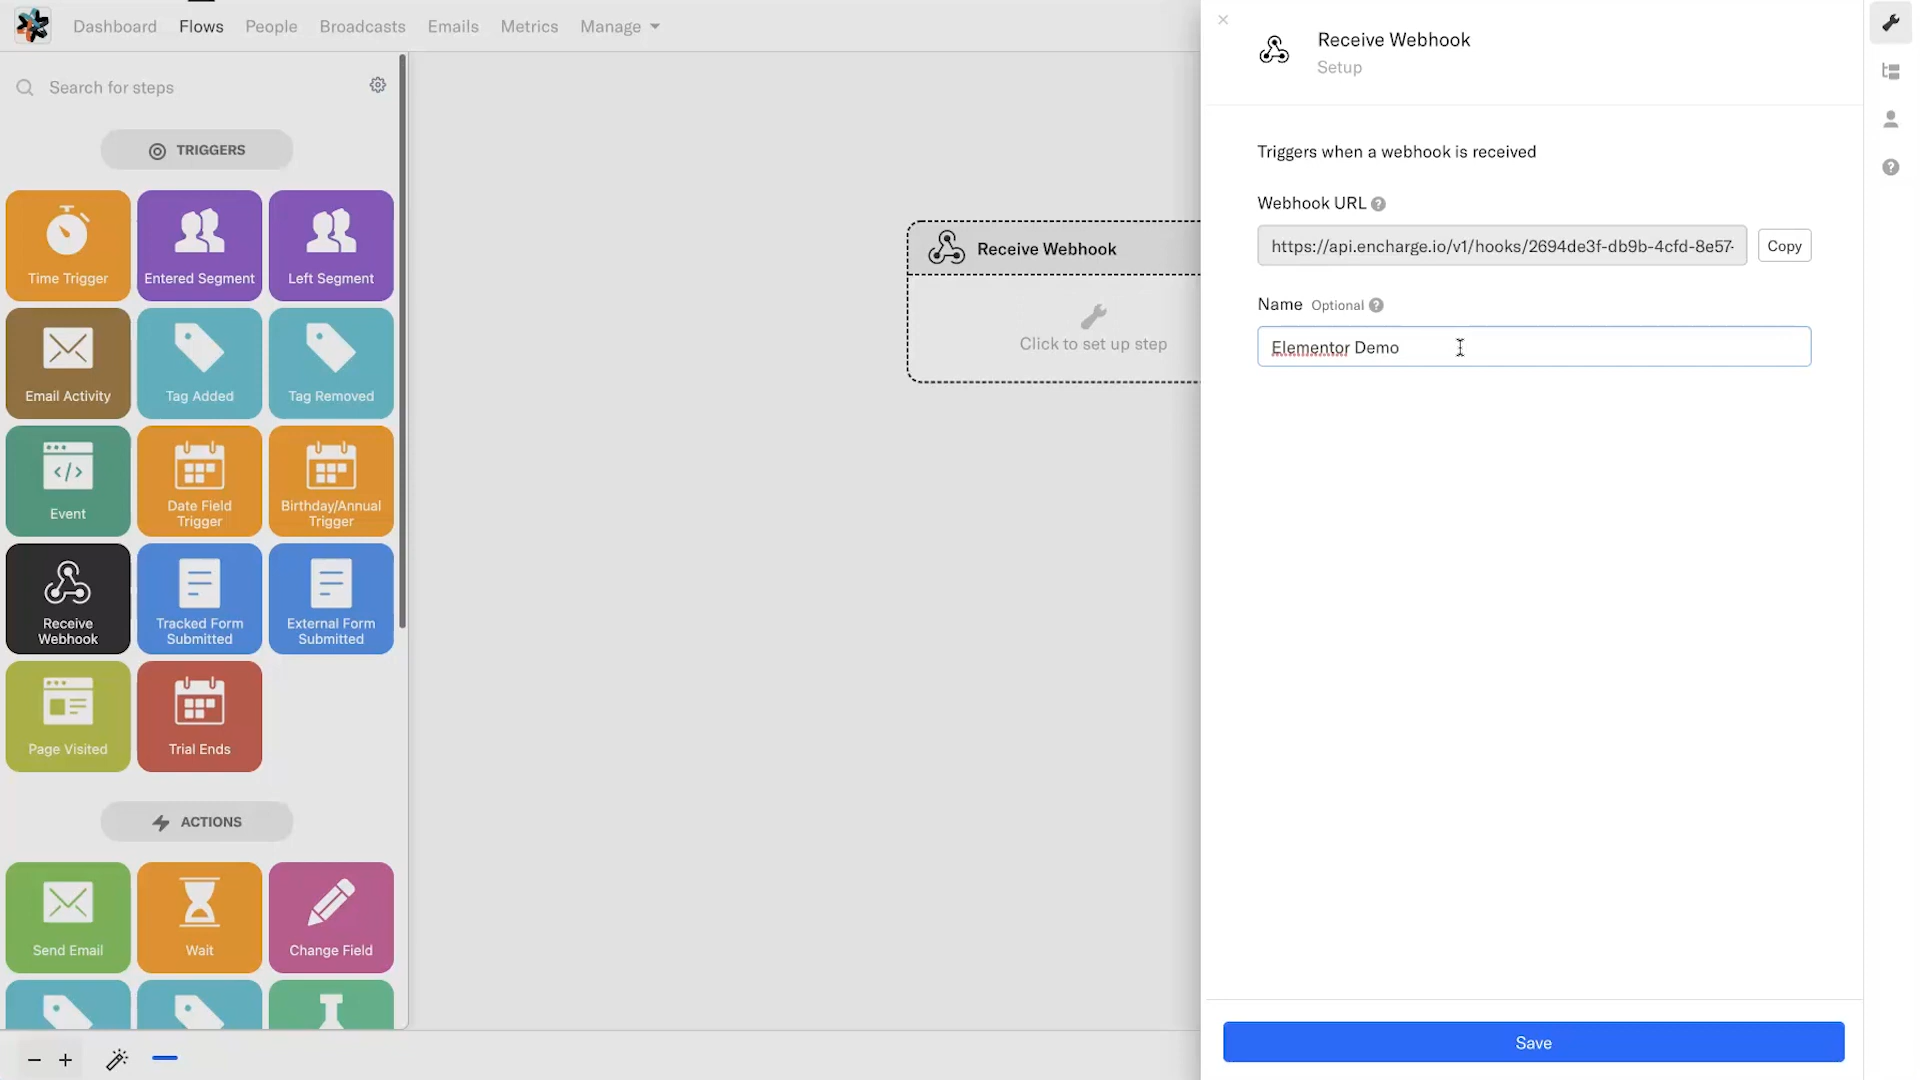 Dashboard
Flows
People
Broadcasts
Emails
Metrics
Manage
Search for steps
TRIGGERS
Time Trigger
Entered Segment
Left Segment
Email Activity
Tag Added
Tag Removed
Event
Date Field
Trigger
Birthday/Annual
Trigger
Receive
Webhook
Tracked Form
Submitted
External Form
Submitted
Page Visited
Trial Ends
ACTIONS
Send Email
Wait
Change Field
Receive Webhook
Click to set up step
Receive Webhook
Setup
Triggers when a webhook is received
Webhook URL
https://api.encharge.io/v1/hooks/2694de3f-db9b-4cfd-8e57-
Copy
Name Optional
Elementor Demo
Save